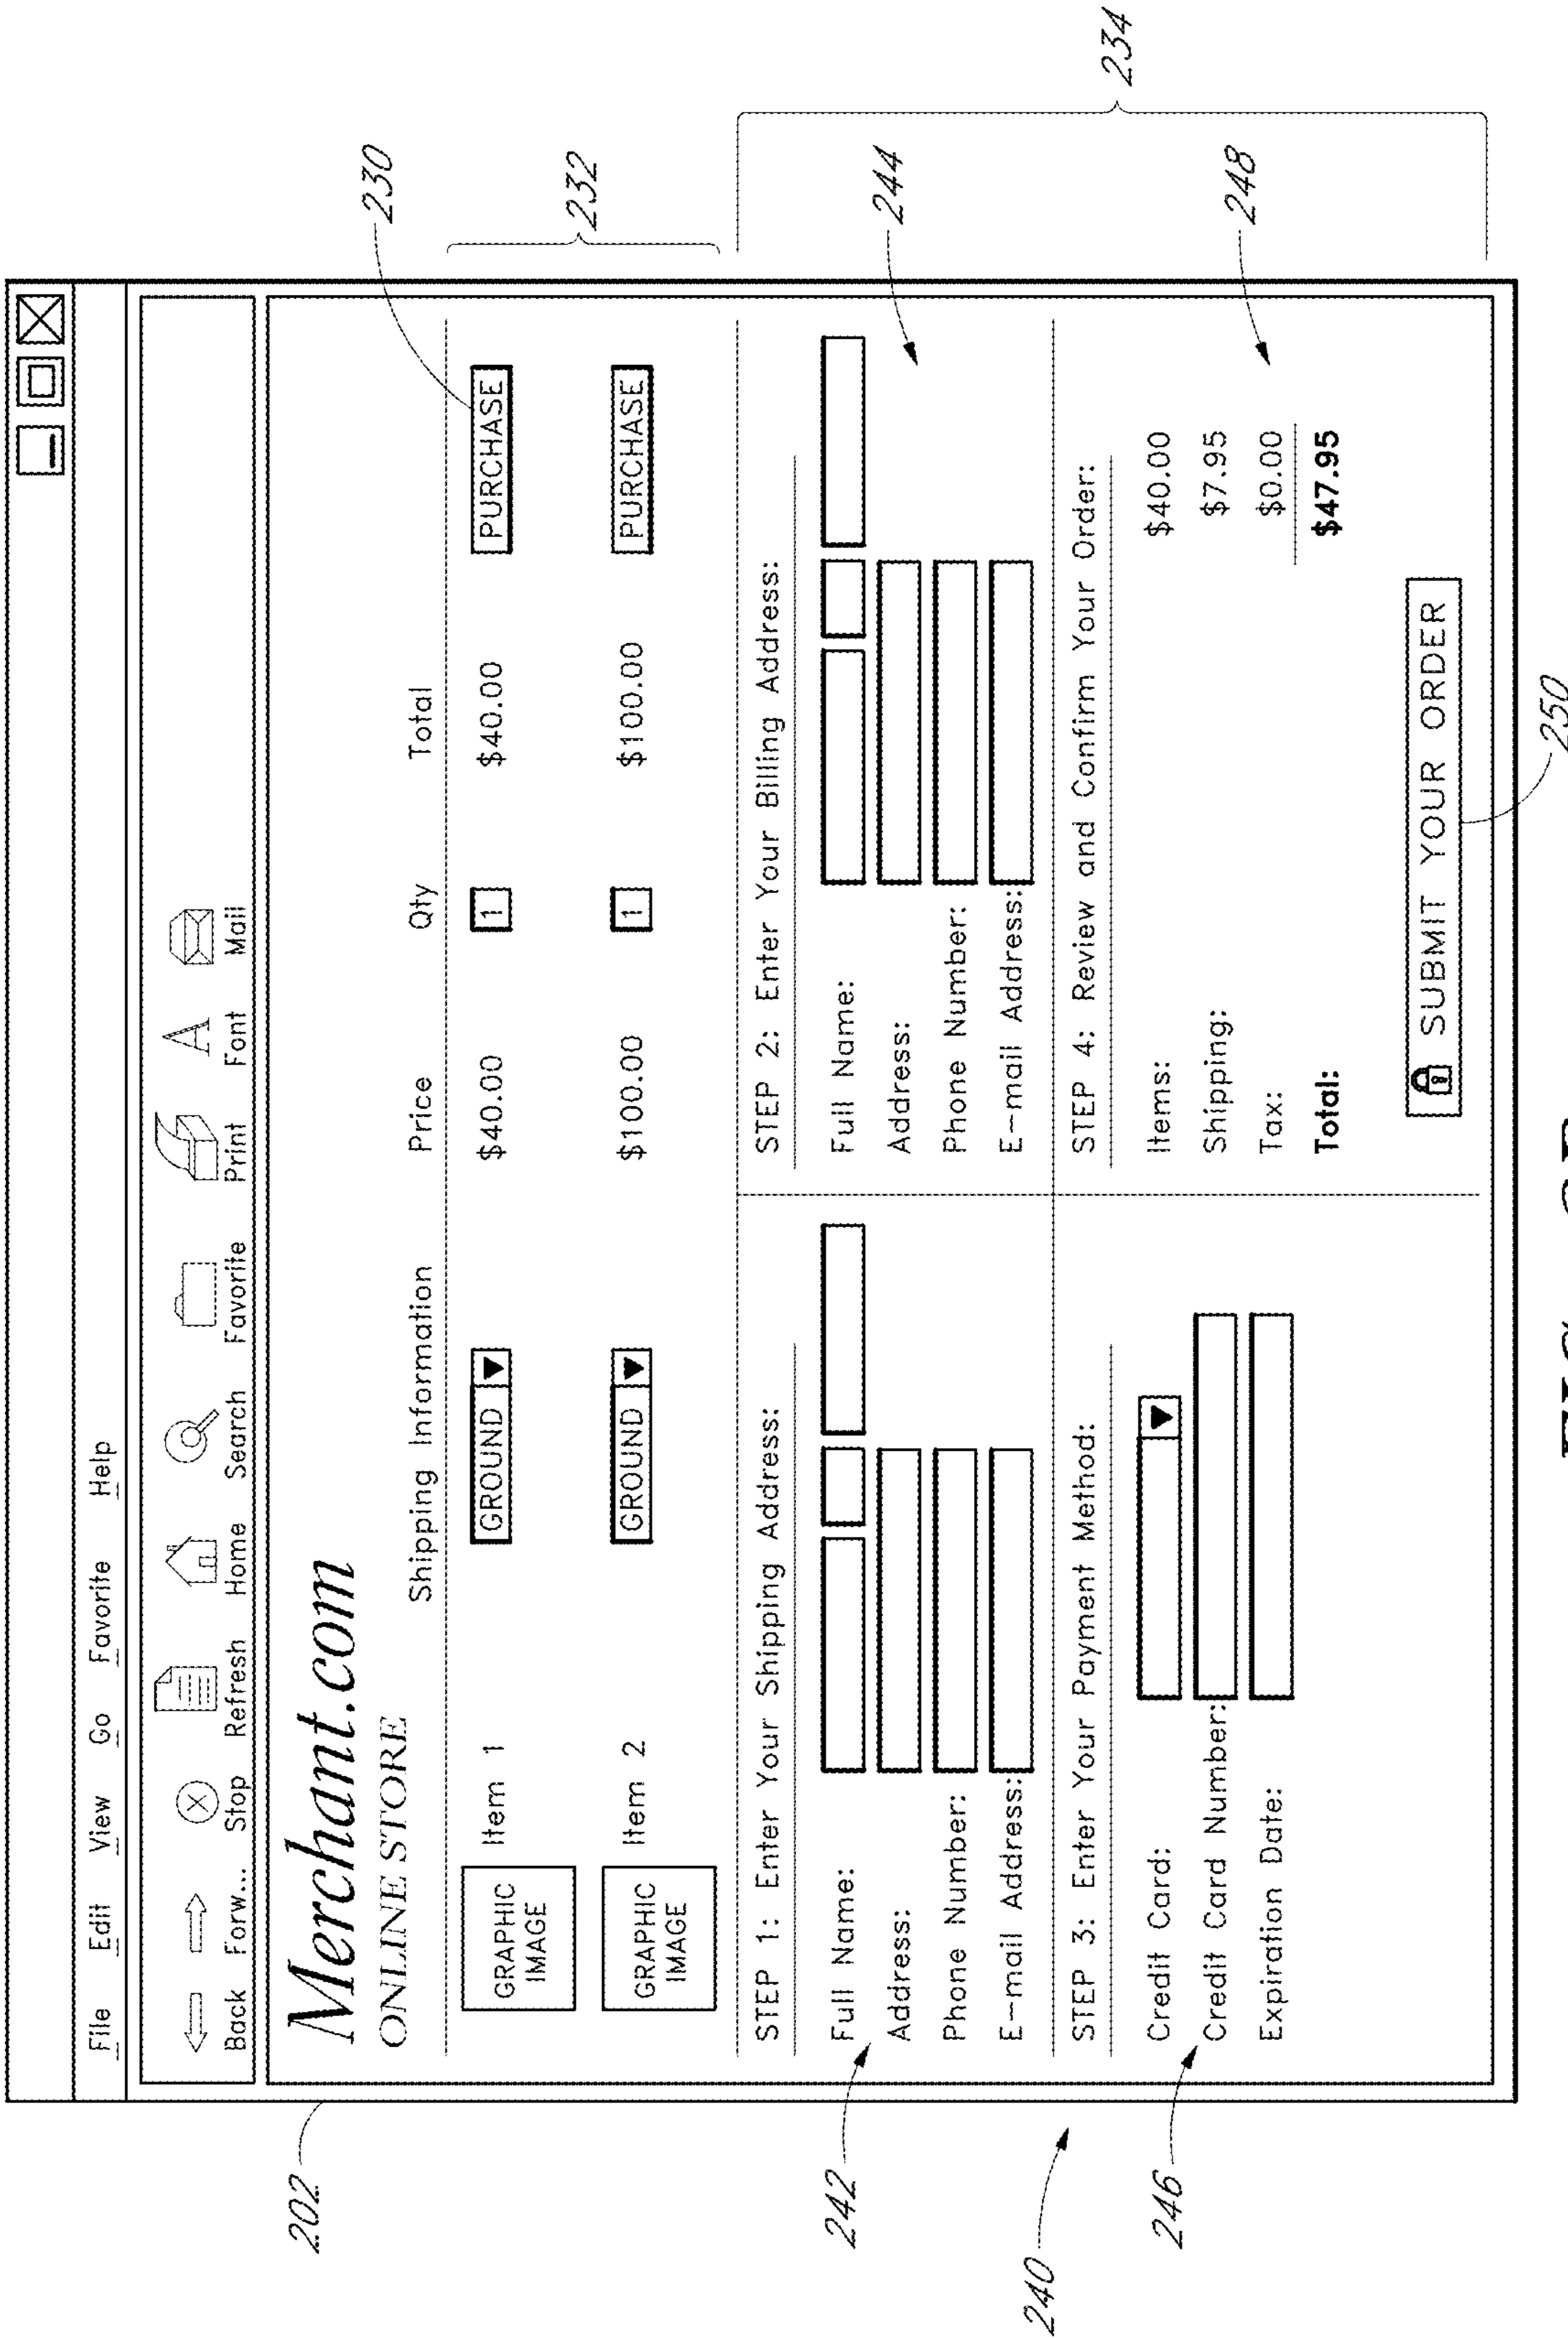 File Edit View Go Favorite Help
Back Forw... Stop Refresh Home Search Favorite Print Font Mail
202
Merchant.com
ONLINE STORE
Shipping Information Price Qty Total
GRAPHIC
IMAGE
Item 1 GROUND $40.00 1 $40.00 PURCHASE
230
GRAPHIC
IMAGE
Item 2 GROUND $100.00 1 $100.00 PURCHASE
232
STEP 1: Enter Your Shipping Address:
Full Name:
Address:
Phone Number:
E-mail Address:
242
STEP 2: Enter Your Billing Address:
Full Name:
Address:
Phone Number:
E-mail Address:
244
234
240
STEP 3: Enter Your Payment Method:
Credit Card:
Credit Card Number:
Expiration Date:
246
STEP 4: Review and Confirm Your Order:
Items: $40.00
Shipping: $7.95
Tax: $0.00
Total: $47.95
248
SUBMIT YOUR ORDER
250